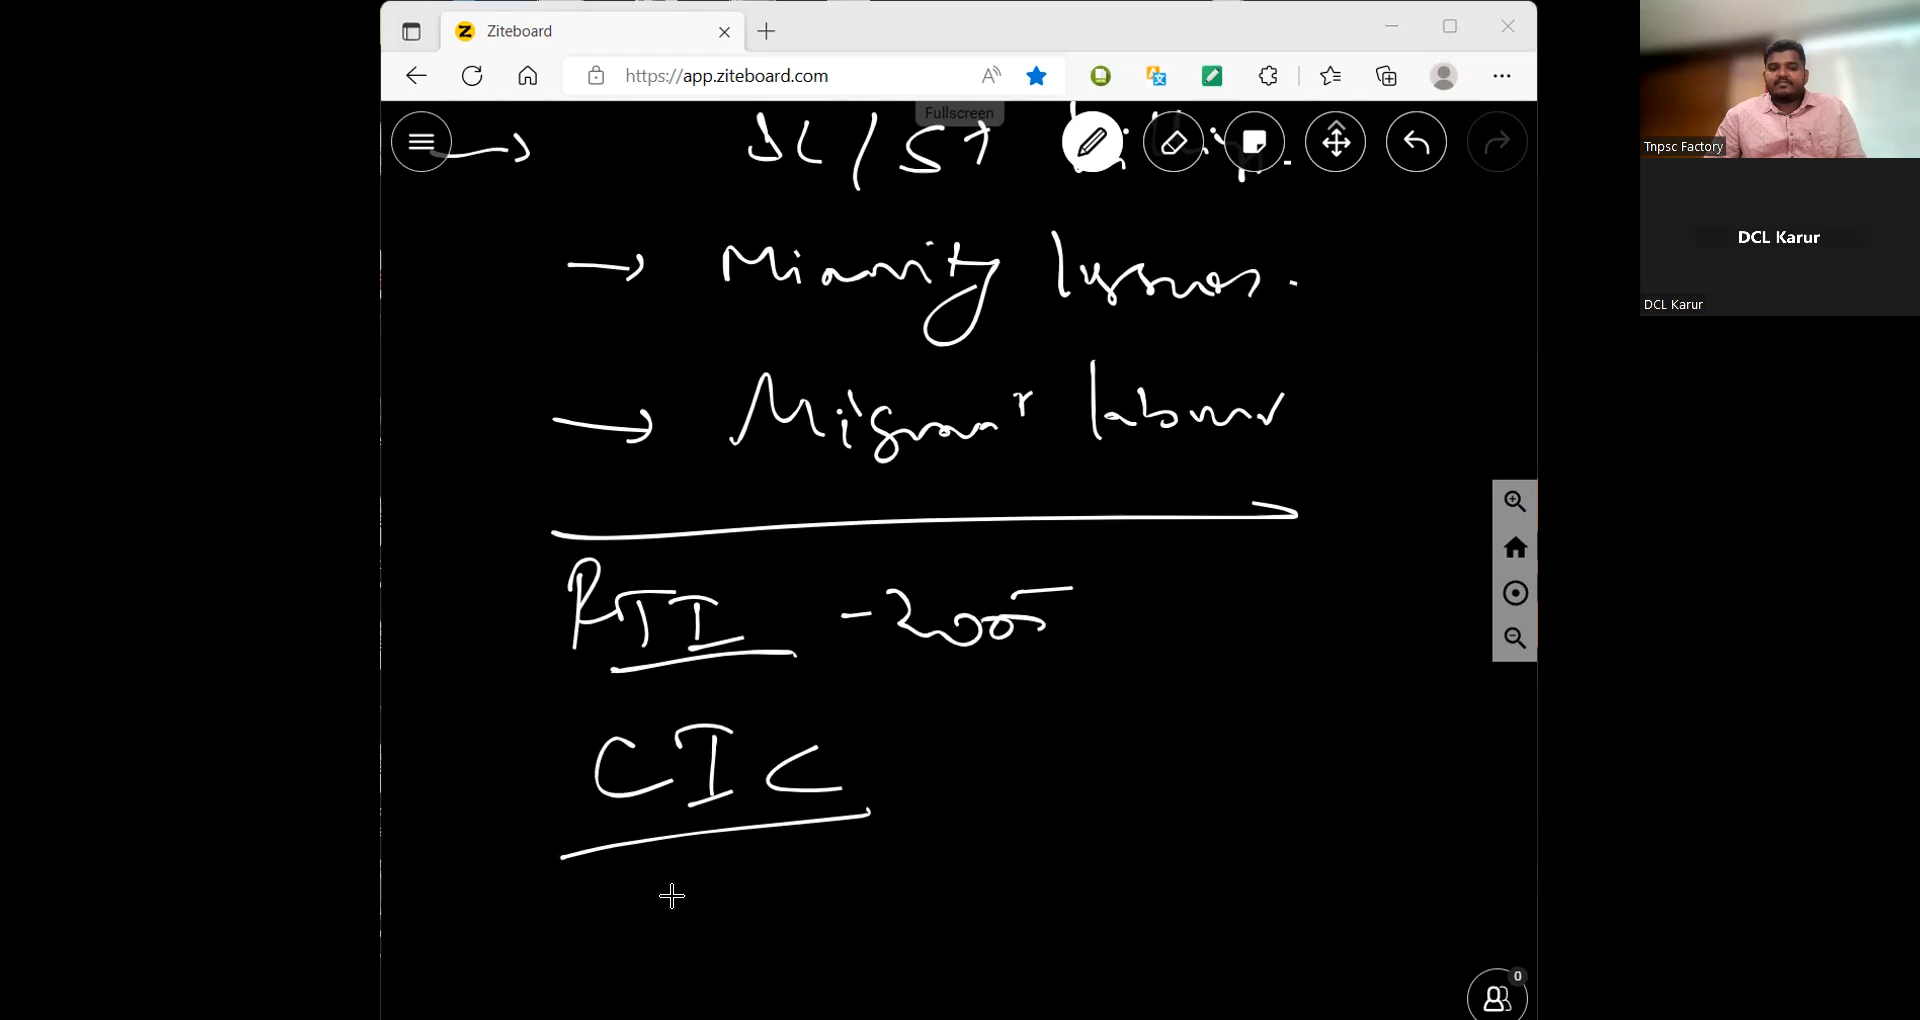 Ziteboard
https://app.ziteboard.com
Fullscreen
→ SC / ST
→ Minority Issues.
→ Migrant labour
RTI - 2005
CIC
0
Tnpsc Factory
DCL Karur
DCL Karur